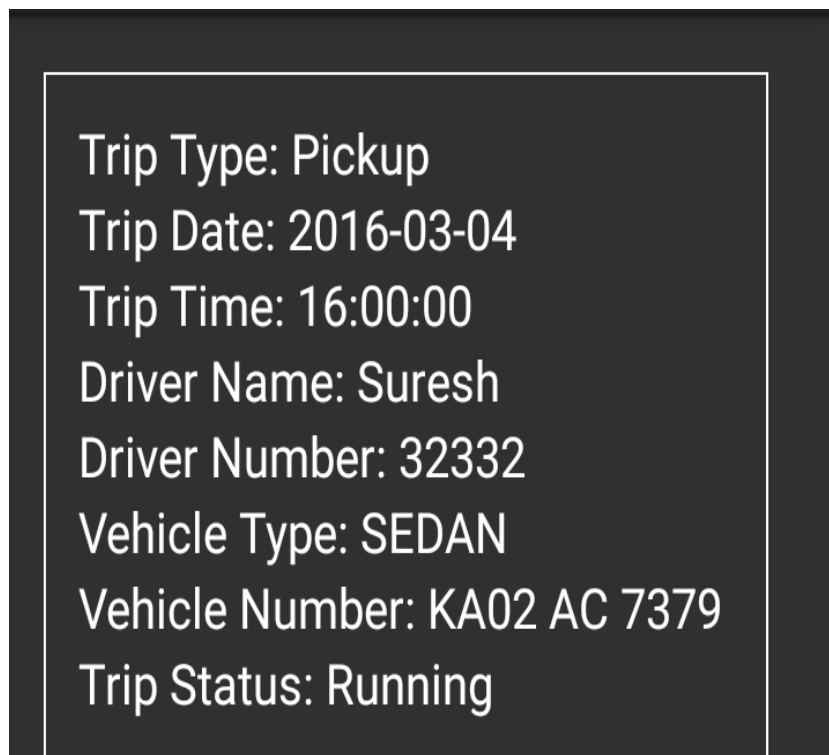 Trip Type: Pickup
Trip Date: 2016-03-04
Trip Time: 16:00:00
Driver Name: Suresh
Driver Number: 32332
Vehicle Type: SEDAN
Vehicle Number: KA02 AC 7379
Trip Status: Running